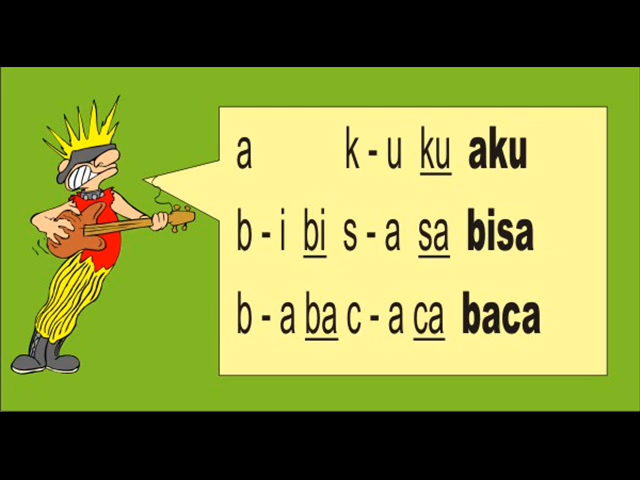 a k - u ku aku
b - i bi s - a sa bisa
b - a ba c - a ca baca